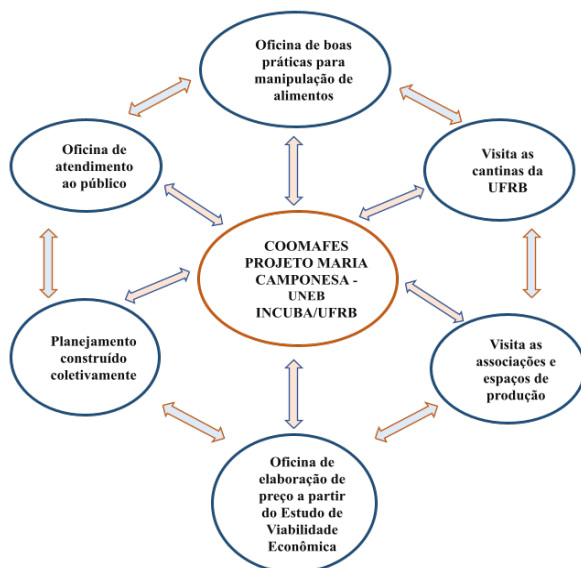 Oficina de boas
práticas para
manipulação de
alimentos
Oficina de
atendimento
ao público
Visita as
cantinas da
UFRB
COOMAFES
PROJETO MARIA
CAMPONESA -
UNEB
INCUBA/UFRB
Planejamento
construído
coletivamente
Visita as
associações e
espaços de
produção
Oficina de
elaboração de
preço a partir
do Estudo de
Viabilidade
Econômica